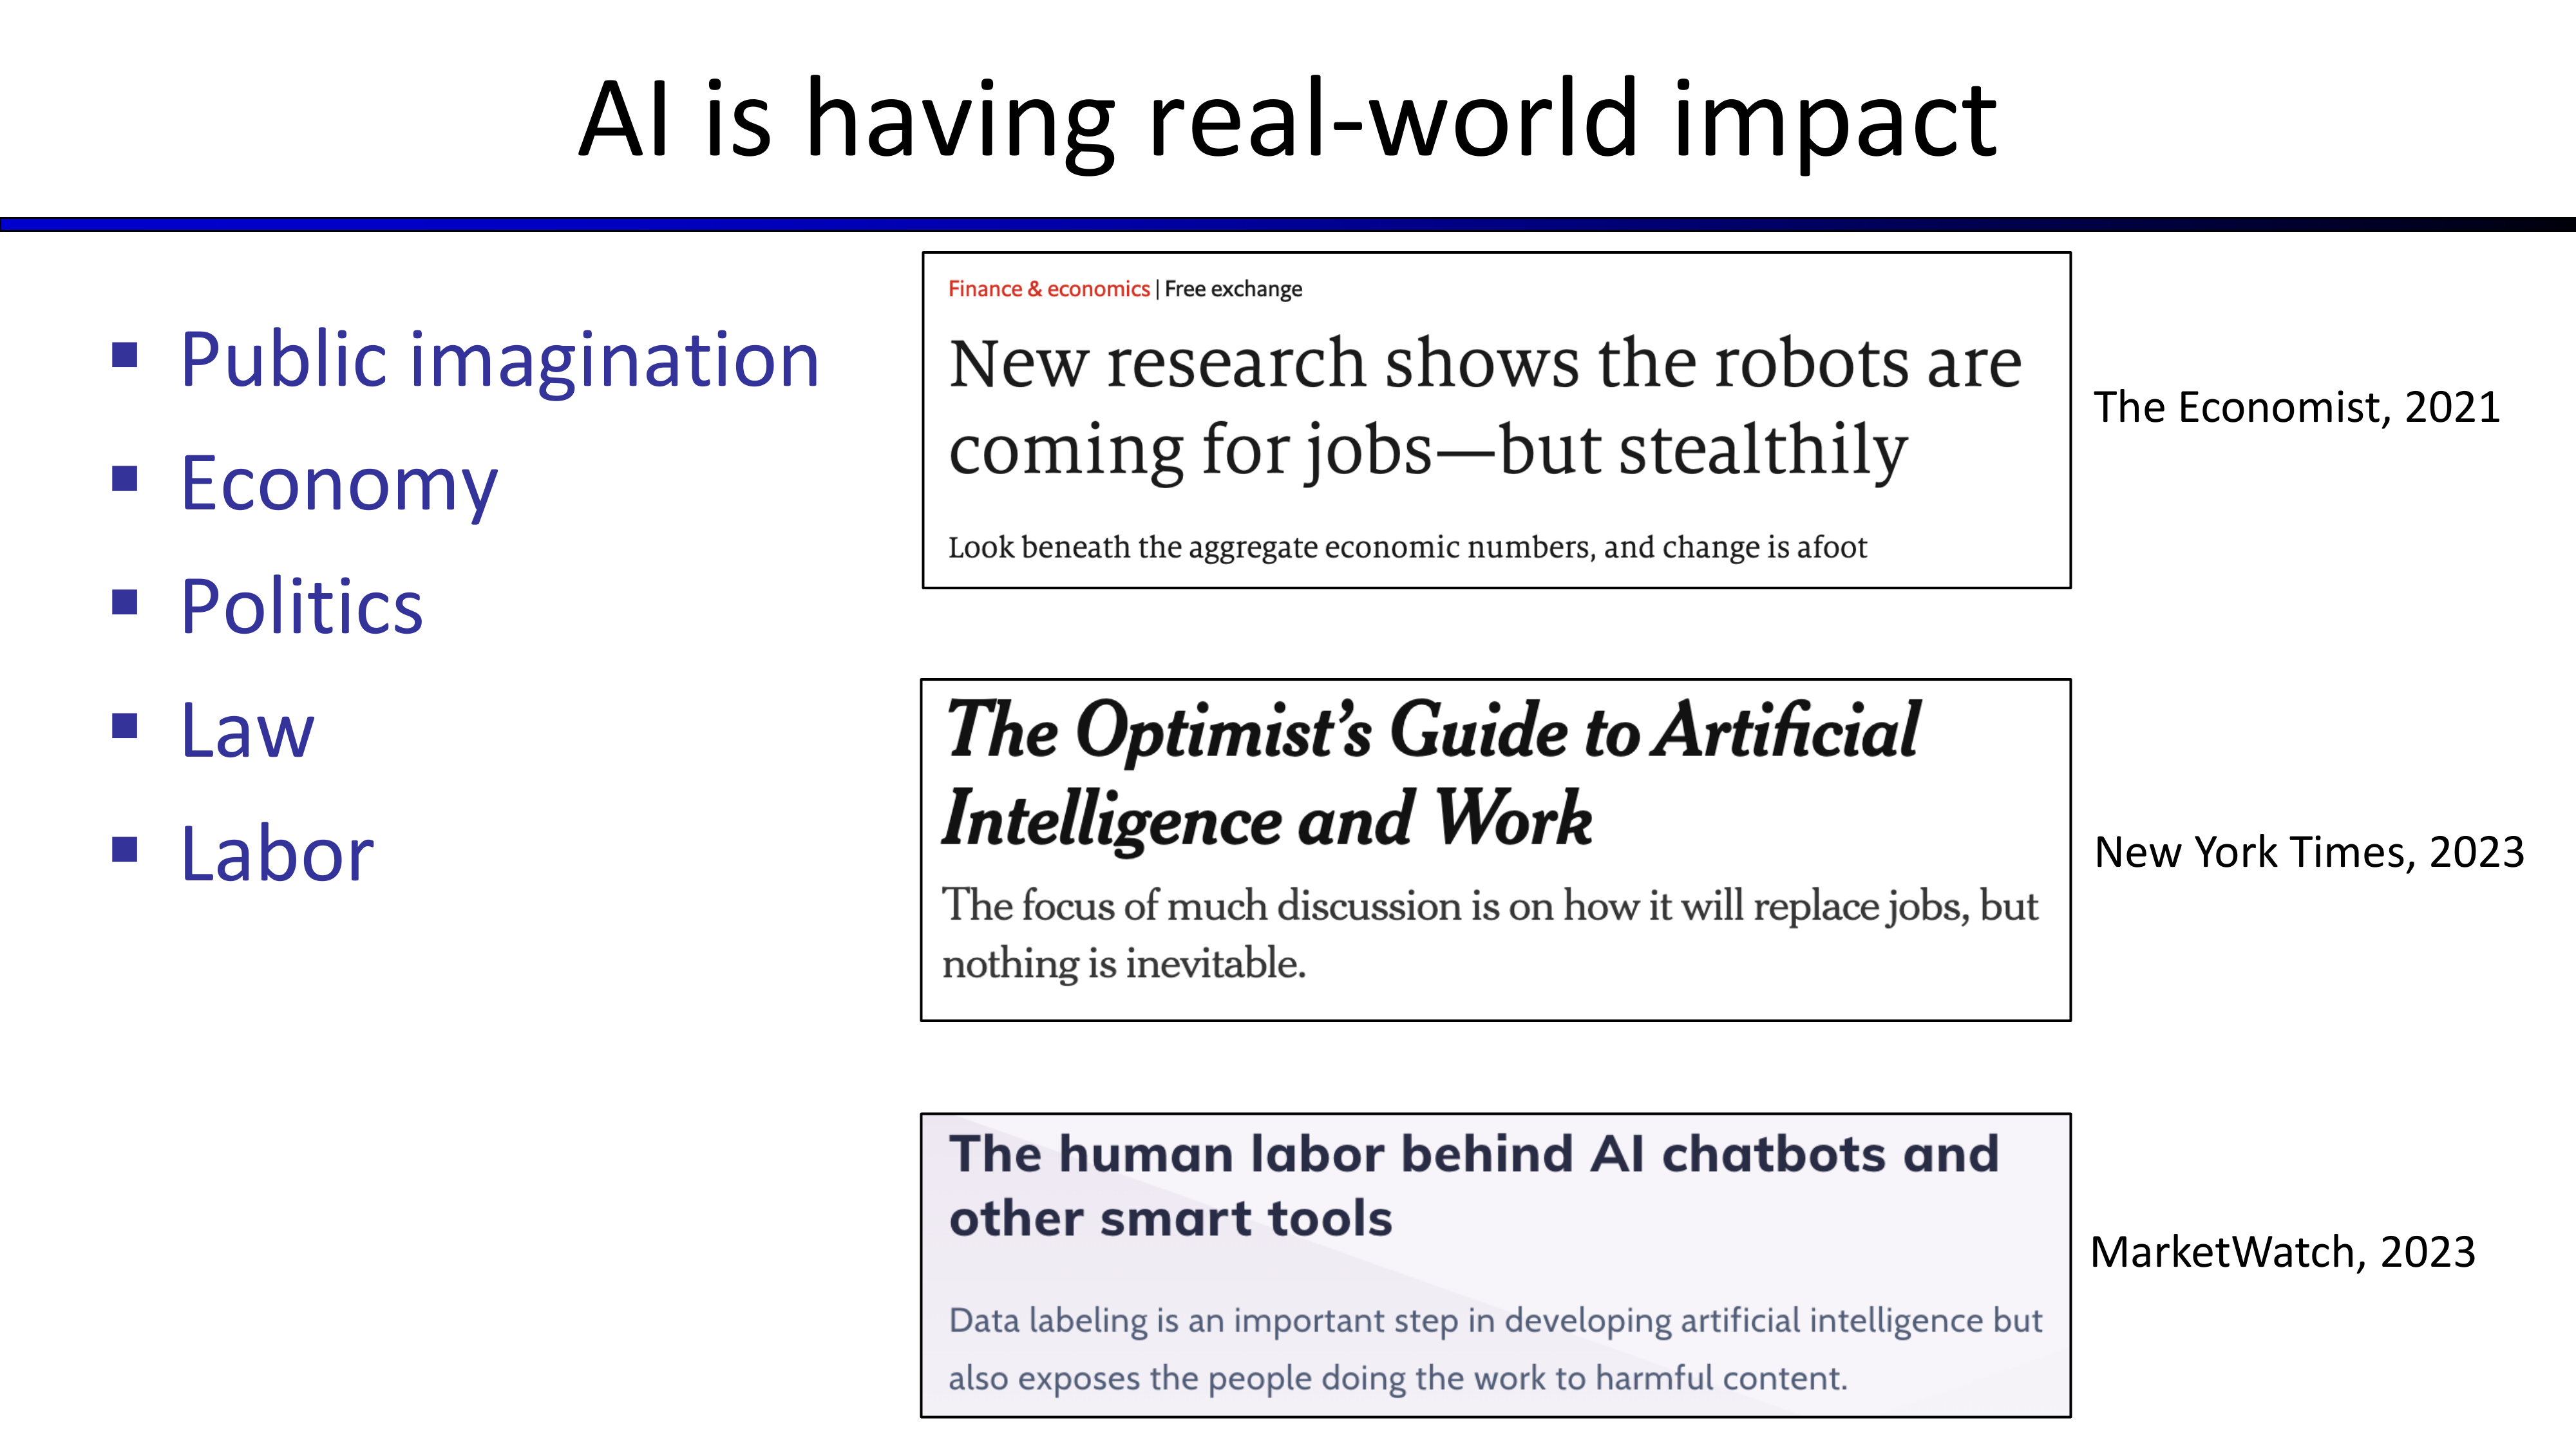 AI is having real-world impact
▪ Public imagination
▪ Economy
▪ Politics
▪ Law
▪ Labor
Finance & economics | Free exchange
New research shows the robots are
coming for jobs—but stealthily
Look beneath the aggregate economic numbers, and change is afoot
The Economist, 2021
The Optimist’s Guide to Artificial
Intelligence and Work
The focus of much discussion is on how it will replace jobs, but
nothing is inevitable.
New York Times, 2023
The human labor behind AI chatbots and
other smart tools
Data labeling is an important step in developing artificial intelligence but
also exposes the people doing the work to harmful content.
MarketWatch, 2023